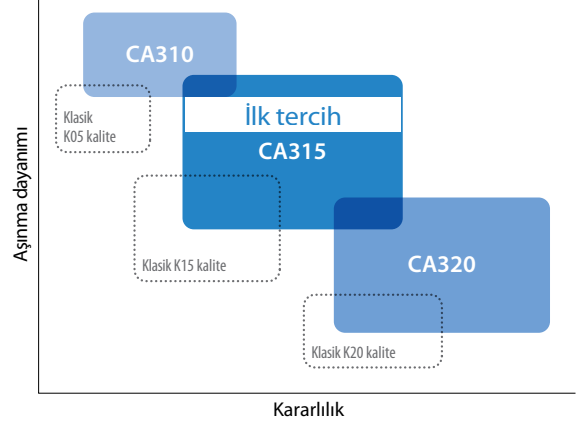 CA310
Klasik
K05 kalite
İlk tercih
CA315
Klasik K15 kalite
CA320
Klasik K20 kalite
Aşınma dayanımı
Kararlılık